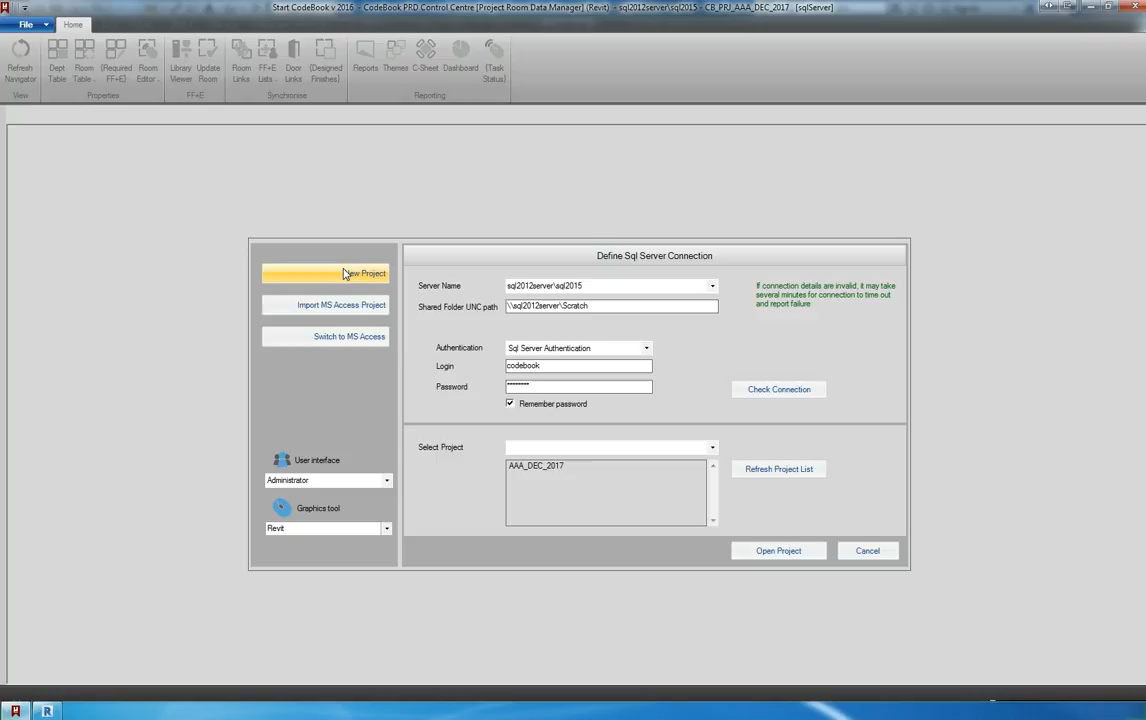 Start CodeBook v 2016 - CodeBook PRD Control Centre [Project Room Data Manager] (Revit) - sql2012server\sql2015 - CB_PRJ_AAA_DEC_2017 [sqlServer]
File Home
Refresh Navigator
Dept Table
Room Table
{Required FF+E}
Room Editor
Library Viewer
Update Room
Room Links
FF+E Lists
Door Links
{Designed Finishes}
Reports
Themes
C-Sheet
Dashboard
{Task Status}
View Properties FF+E Synchronise Reporting
Define Sql Server Connection
New Project
Import MS Access Project
Switch to MS Access
Server Name sql2012server\sql2015
Shared Folder UNC path \\sql2012server\Scratch
If connection details are invalid, it may take
several minutes for connection to time out
and report failure
Authentication Sql Server Authentication
Login codebook
Password ********
Check Connection
Remember password
Select Project
AAA_DEC_2017
Refresh Project List
User interface
Administrator
Graphics tool
Revit
Open Project Cancel